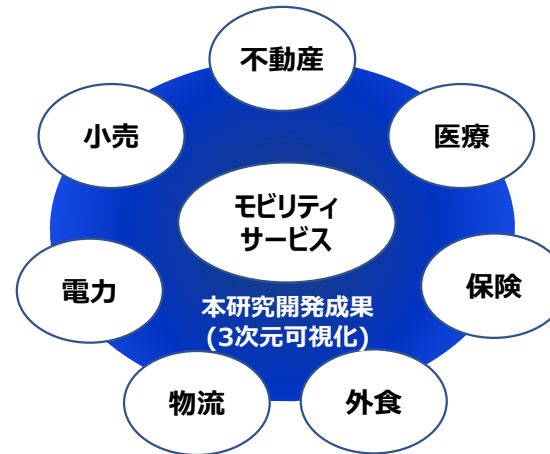 不動産
小売
医療
モビリティ
サービス
電力
保険
本研究開発成果
(3次元可視化)
物流
外食